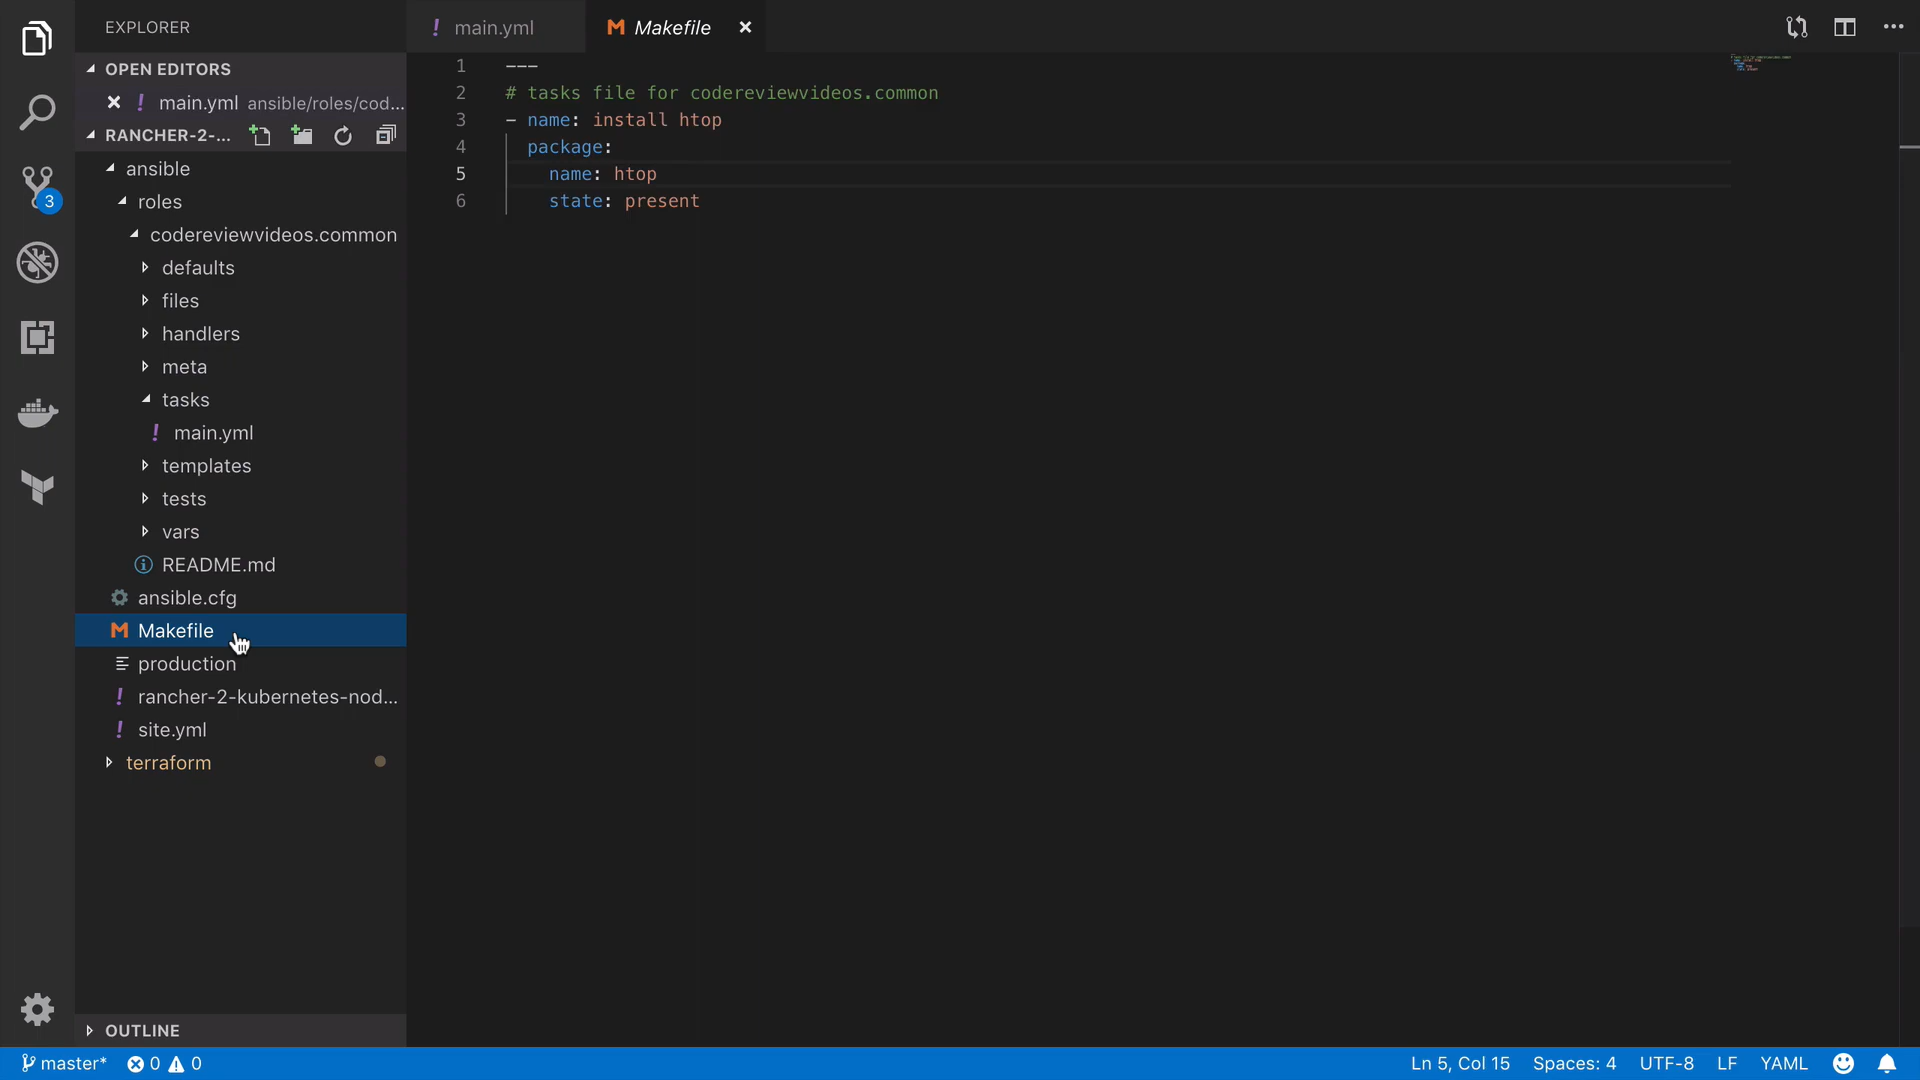 EXPLORER
OPEN EDITORS
main.yml ansible/roles/cod...
RANCHER-2-...
ansible
roles
codereviewvideos.common
defaults
files
handlers
meta
tasks
! main.yml
templates
tests
vars
README.md
ansible.cfg
M Makefile
production
! rancher-2-kubernetes-nod...
! site.yml
terraform
OUTLINE
3
! main.yml
M Makefile
1 ---
2 # tasks file for codereviewvideos.common
3 - name: install htop
4 package:
5 name: htop
6 state: present
master* 0 0
Ln 5, Col 15 Spaces: 4 UTF-8 LF YAML